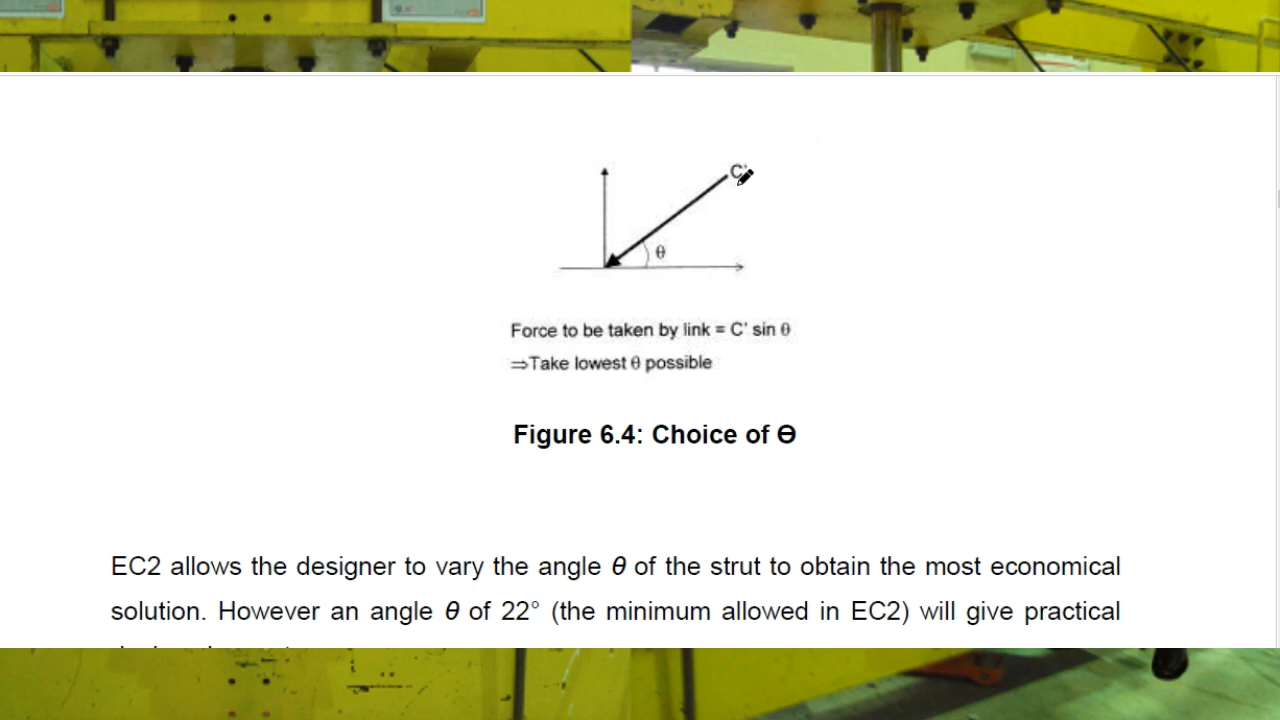 C'
θ
Force to be taken by link = C' sin θ
⇒Take lowest θ possible
Figure 6.4: Choice of Ɵ
EC2 allows the designer to vary the angle θ of the strut to obtain the most economical
solution. However an angle θ of 22° (the minimum allowed in EC2) will give practical